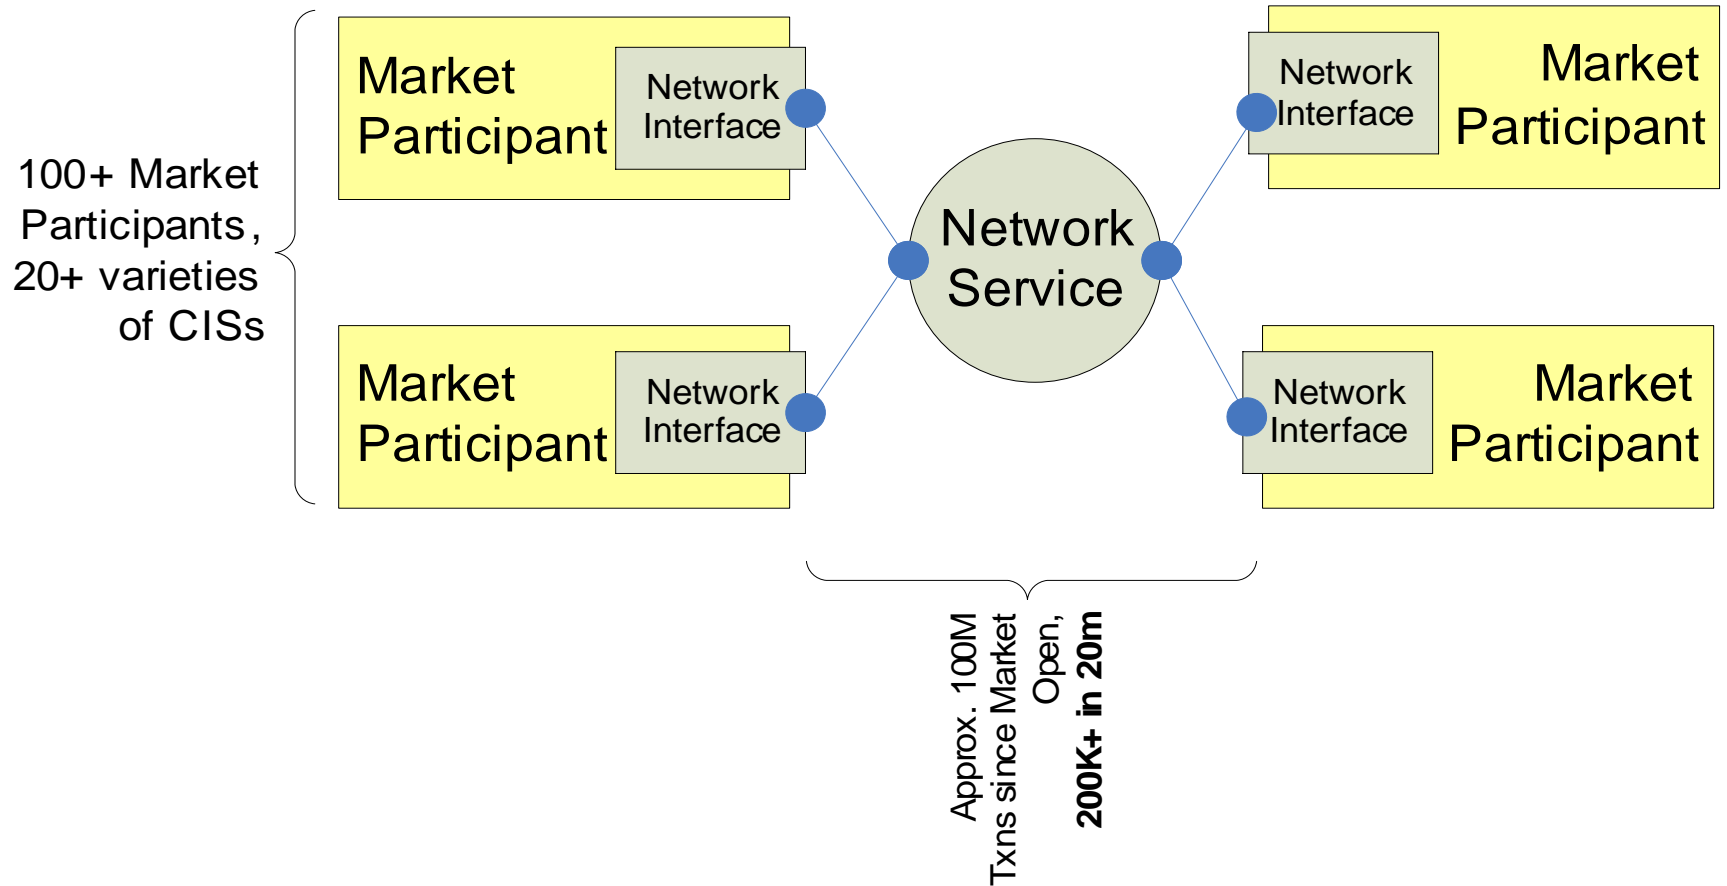 100+ Market
Participants,
20+ varieties
of CISs
Market
Participant
Network
Interface
Market
Participant
Network
Interface
Network
Service
Network
Interface
Market
Participant
Network
Interface
Market
Participant
Approx. 100M
Txns since Market
Open,
200K+ in 20m